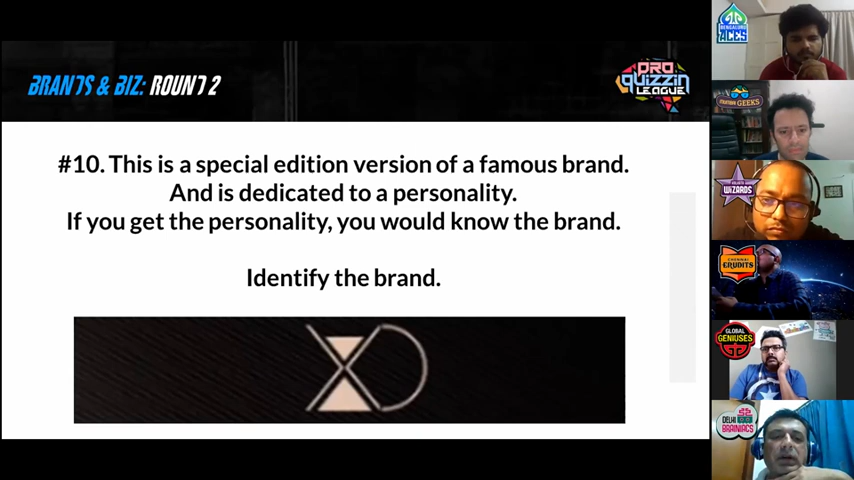 BRANDS & BIZ: ROUND 2
PRO
QUIZZIN
LEAGUE
#10. This is a special edition version of a famous brand.
And is dedicated to a personality.
If you get the personality, you would know the brand.
Identify the brand.
BENGALURU
ACES
GEEKS
WIZARDS
CHENNAI
ERUDITS
GLOBAL
GENIUSES
DELHI
BRAINIACS